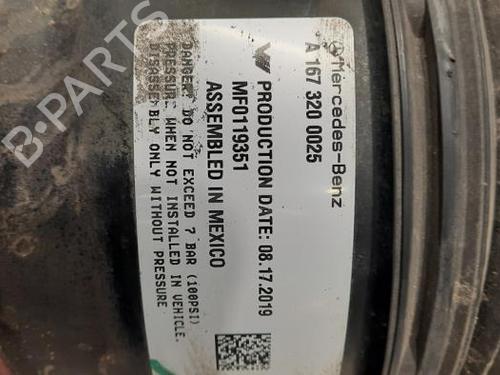 Mercedes-Benz
A 167 320 0025
PRODUCTION DATE: 08.17.2019
MF0119351
ASSEMBLED IN MEXICO
DANGER! DO NOT EXCEED 7 BAR (100PSI)
PRESSURE WHEN NOT INSTALLED IN VEHICLE.
DISASSEMBLY ONLY WITHOUT PRESSURE
B-PARTS